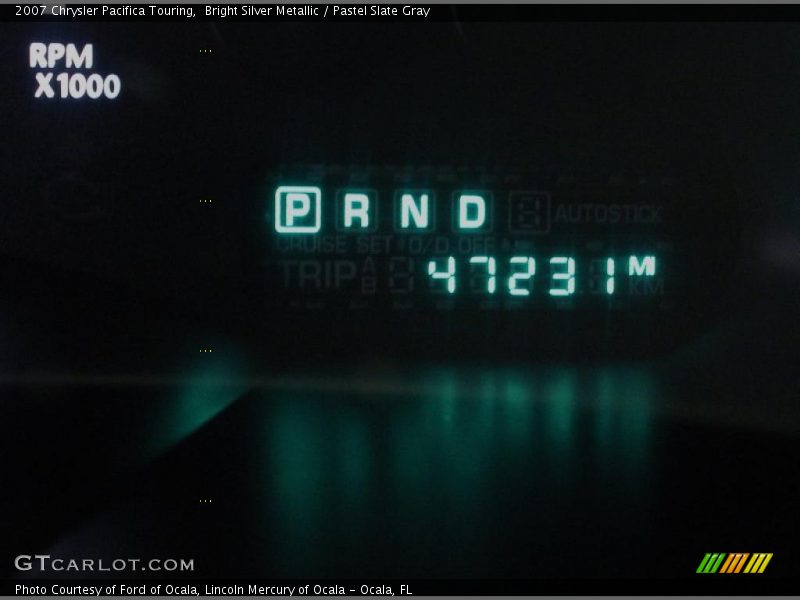 2007 Chrysler Pacifica Touring,  Bright Silver Metallic / Pastel Slate Gray
RPM
X1000
P R N D AUTOSTICK
CRUISE SET O/D OFF
TRIP A B 47231 M
KM
GTCARLOT.COM
Photo Courtesy of Ford of Ocala, Lincoln Mercury of Ocala – Ocala, FL